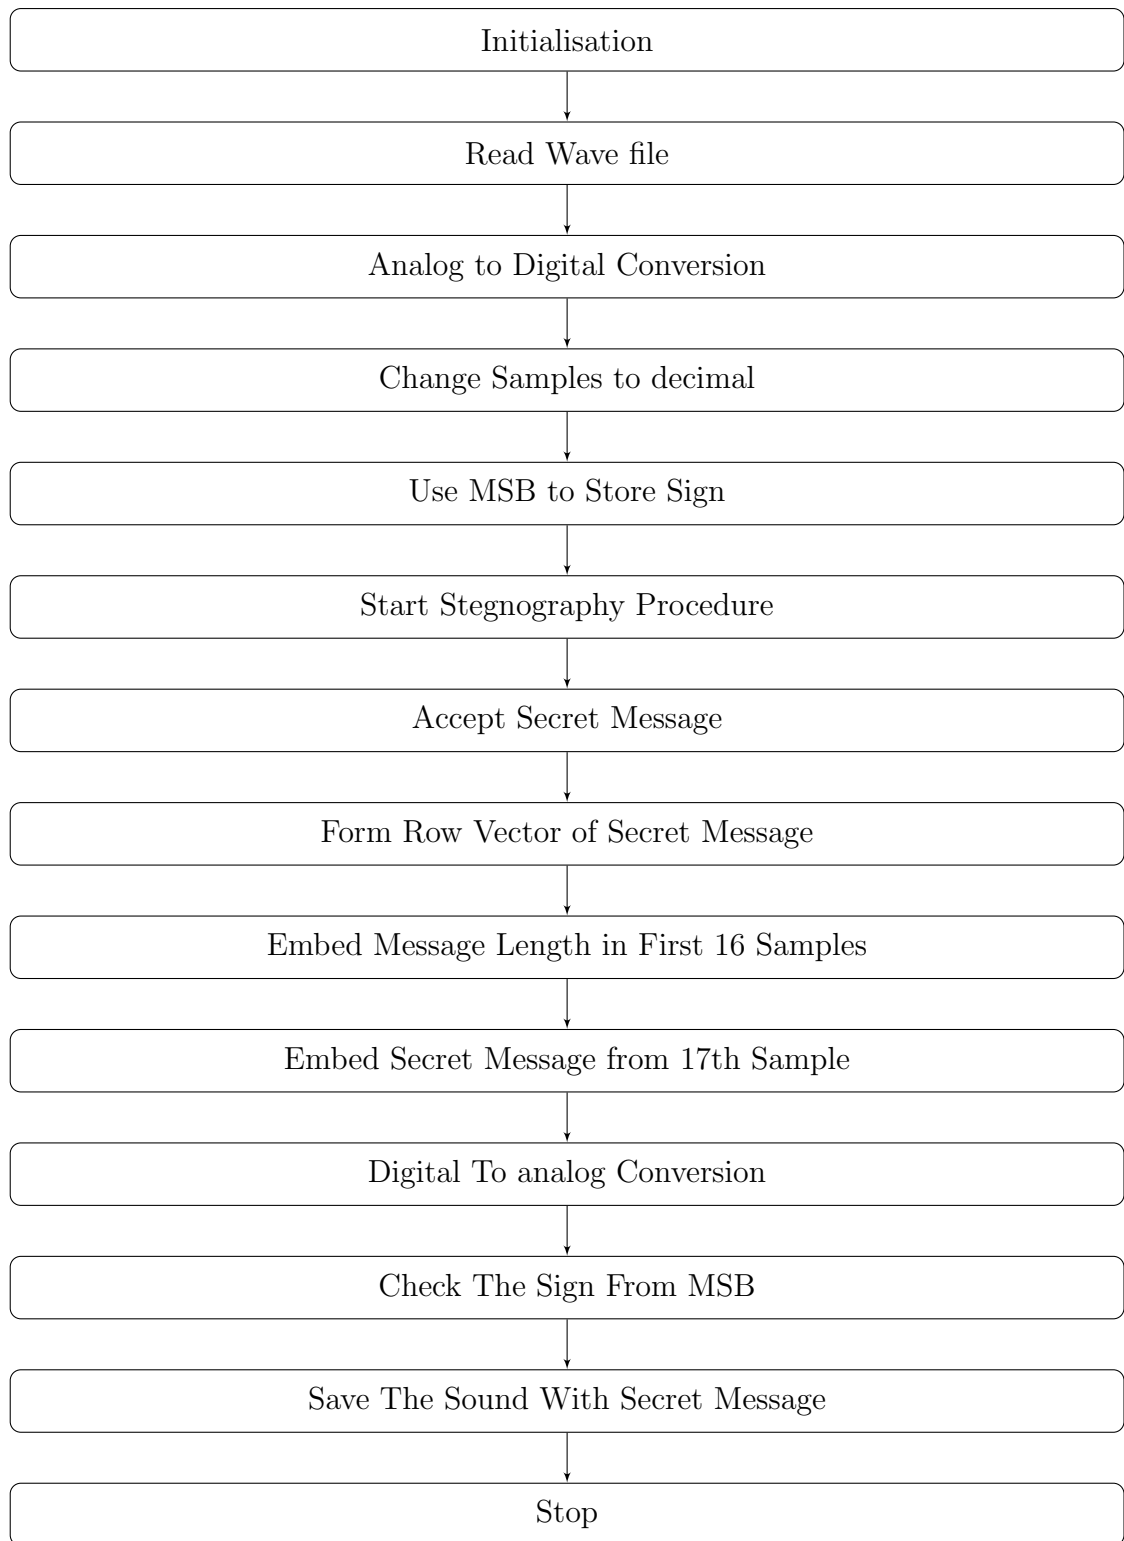 Initialisation
Read Wave file
Analog to Digital Conversion
Change Samples to decimal
Use MSB to Store Sign
Start Stegnography Procedure
Accept Secret Message
Form Row Vector of Secret Message
Embed Message Length in First 16 Samples
Embed Secret Message from 17th Sample
Digital To analog Conversion
Check The Sign From MSB
Save The Sound With Secret Message
Stop